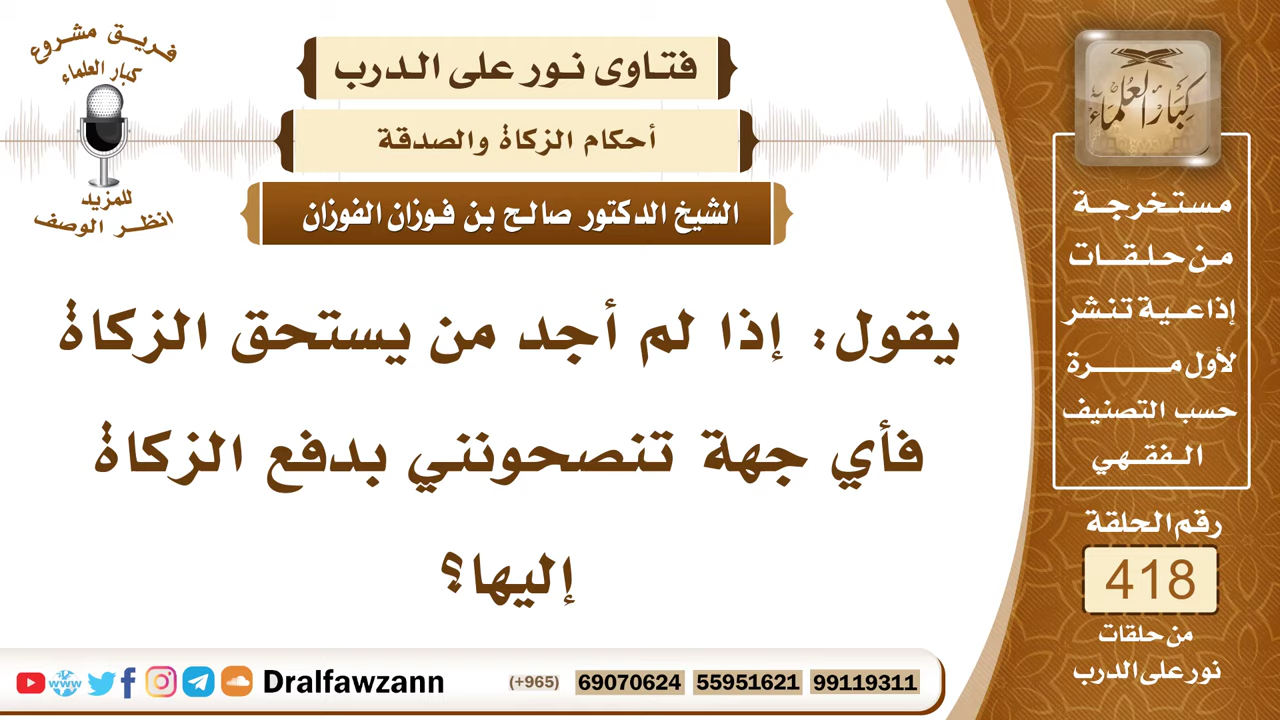 فريق مشروع
كبار العلماء
للمزيد
انظر الوصف
فتاوى نور على الدرب
أحكام الزكاة والصدقة
الشيخ الدكتور صالح بن فوزان الفوزان
يقول: إذا لم أجد من يستحق الزكاة
فأي جهة تنصحونني بدفع الزكاة
إليها؟
كبار العلماء
مستخرجة
من حلقات
إذاعية تنشر
لأول مرة
حسب التصنيف
الفقهي
رقم الحلقة
418
من حلقات
نور على الدرب
www Dralfawzann (+965) 69070624 55951621 99119311